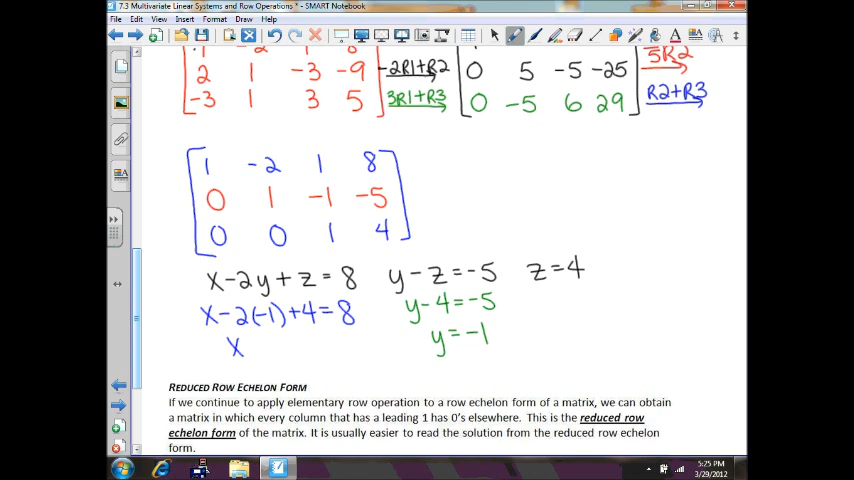 7.3 Multivariate Linear Systems and Row Operations * - SMART Notebook
File Edit View Insert Format Draw Help
1 -2 1 8
2 1 -3 -9 -2R1+R2 0 5 -5 -25 5R2
-3 1 3 5 3R1+R3 0 -5 6 29 R2+R3
1 -2 1 8
0 1 -1 -5
0 0 1 4
x-2y+z=8 y-z=-5 z=4
x-2(-1)+4=8 y-4=-5
x y=-1
REDUCED ROW ECHELON FORM
If we continue to apply elementary row operation to a row echelon form of a matrix, we can obtain
a matrix in which every column that has a leading 1 has 0's elsewhere. This is the reduced row
echelon form of the matrix. It is usually easier to read the solution from the reduced row echelon
form.
5:25 PM
3/29/2012